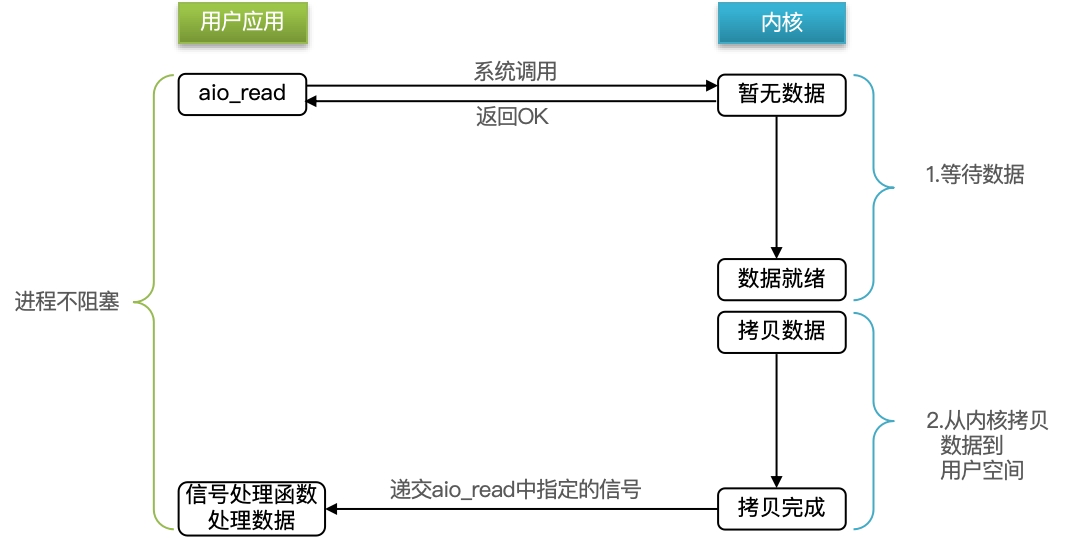 用户应用
内核
aio_read
系统调用
暂无数据
返回OK
1.等待数据
数据就绪
进程不阻塞
拷贝数据
2.从内核拷贝
数据到
用户空间
信号处理函数
处理数据
递交aio_read中指定的信号
拷贝完成